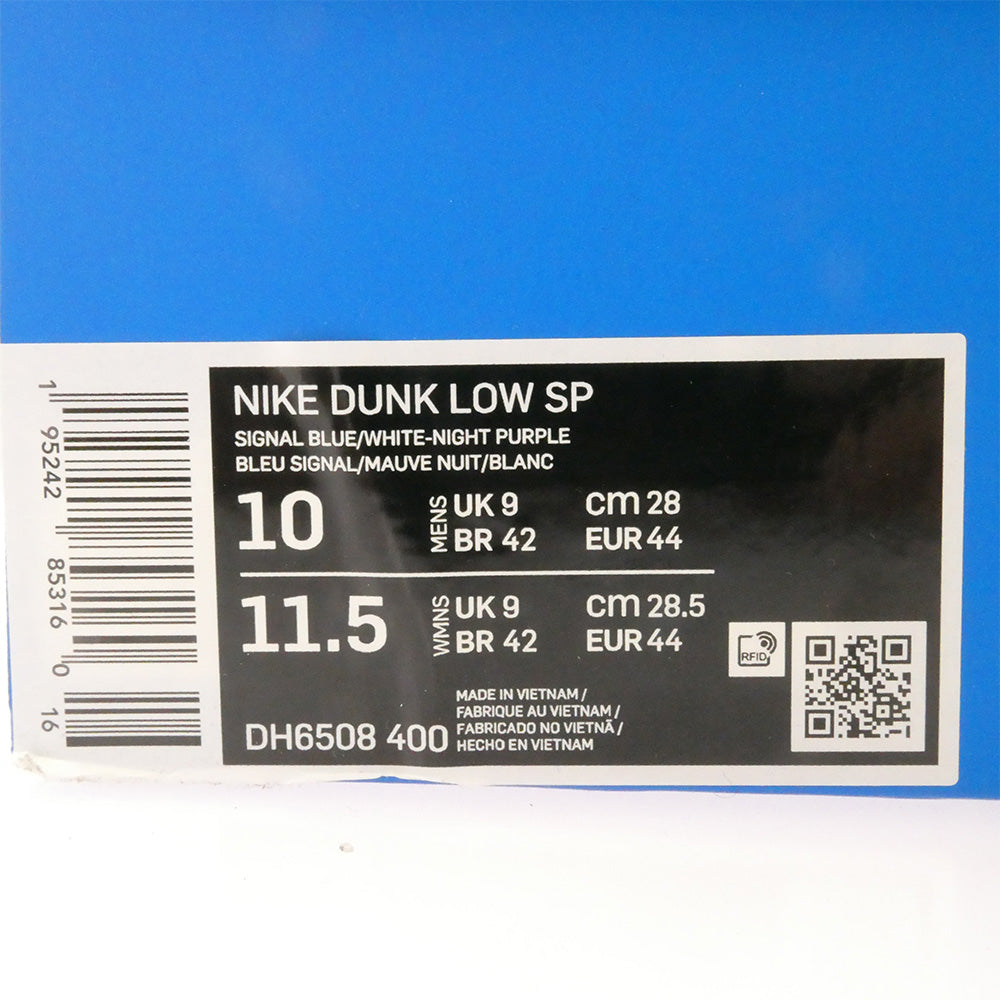 NIKE DUNK LOW SP
SIGNAL BLUE/WHITE-NIGHT PURPLE
BLEU SIGNAL/MAUVE NUIT/BLANC
10 MENS UK 9 cm 28
BR 42 EUR 44
11.5 WMNS UK 9 cm 28.5
BR 42 EUR 44
RFID
MADE IN VIETNAM /
FABRIQUE AU VIETNAM /
FABRICADO NO VIETNÃ /
HECHO EN VIETNAM
DH6508 400
1 95242 85316 0 16